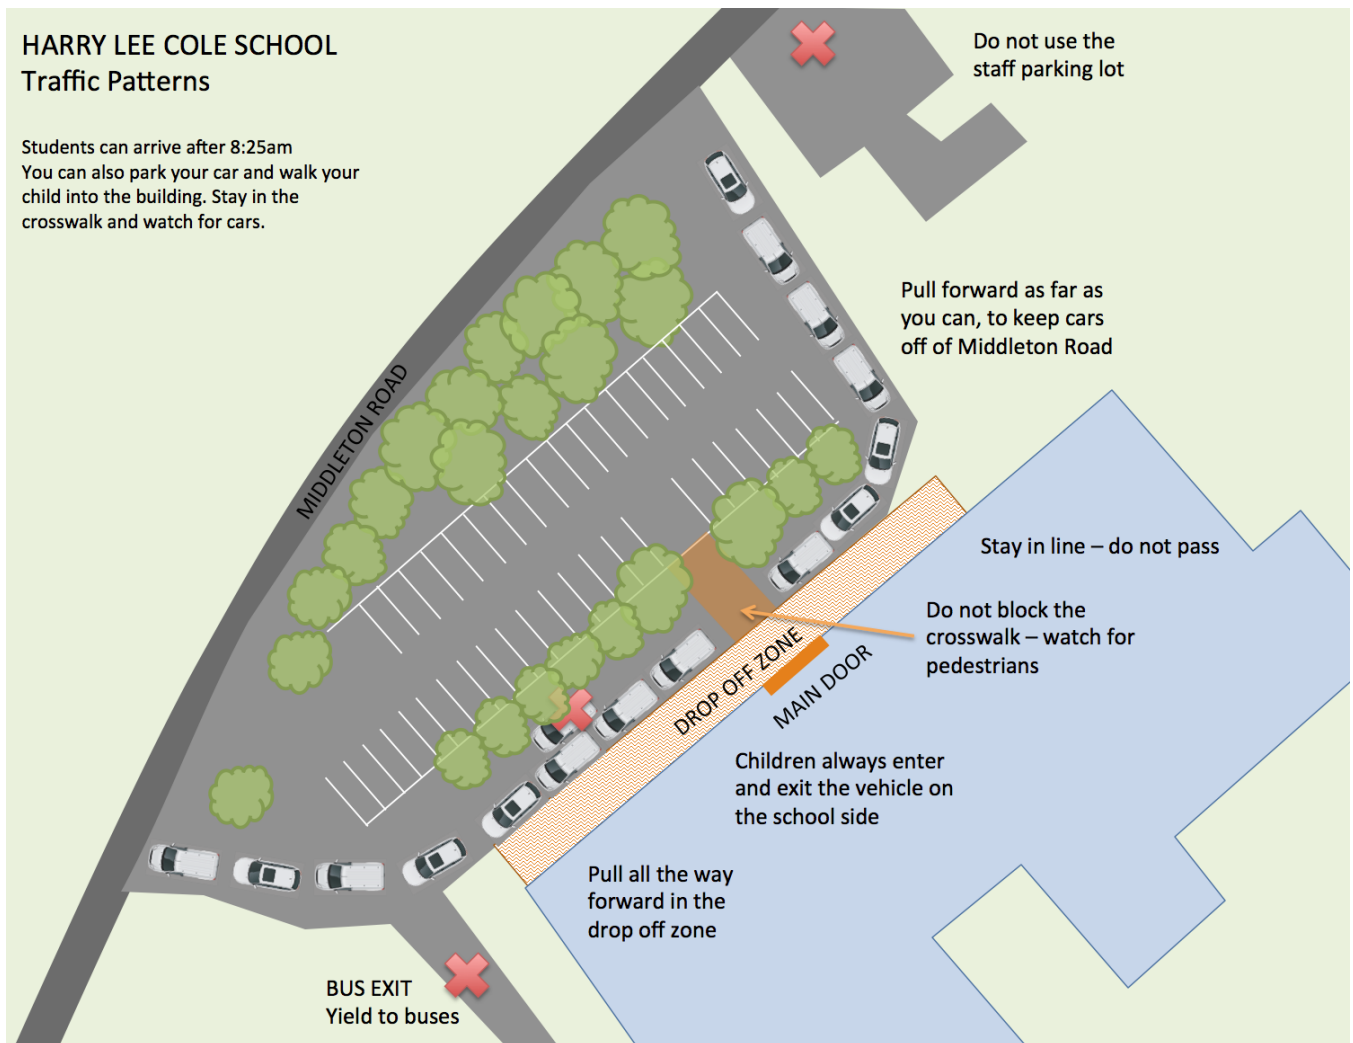 HARRY LEE COLE SCHOOL
Traffic Patterns
Students can arrive after 8:25am
You can also park your car and walk your
child into the building. Stay in the
crosswalk and watch for cars.
Do not use the
staff parking lot
Pull forward as far as
you can, to keep cars
off of Middleton Road
MIDDLETON ROAD
Stay in line – do not pass
Do not block the
crosswalk – watch for
pedestrians
DROP OFF ZONE
MAIN DOOR
Children always enter
and exit the vehicle on
the school side
Pull all the way
forward in the
drop off zone
BUS EXIT
Yield to buses